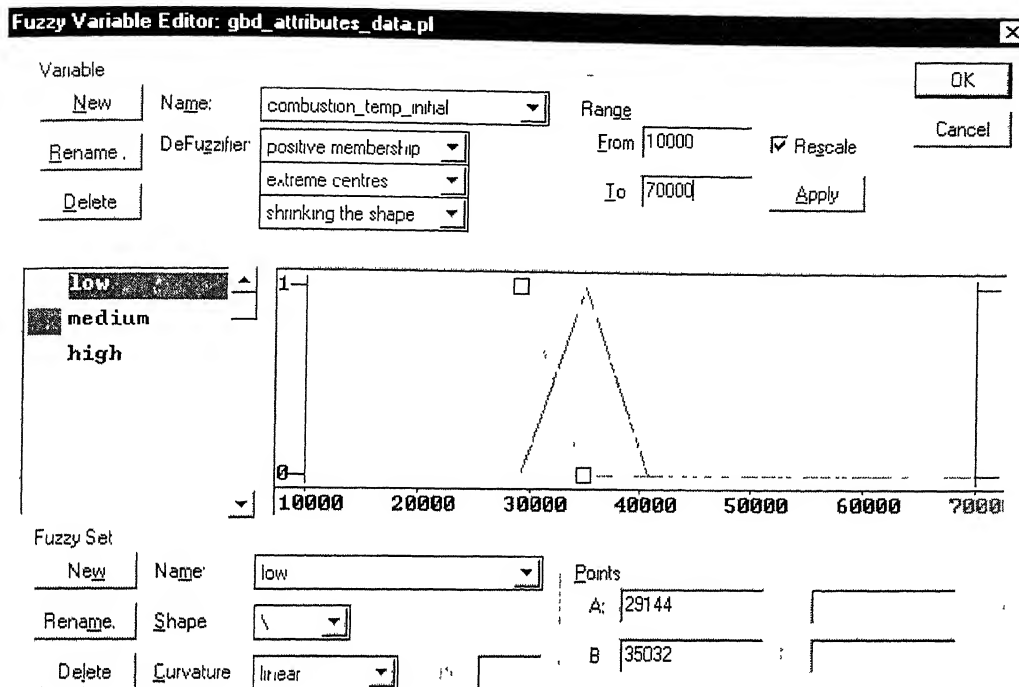 Fuzzy Variable Editor: gbd_attributes_data.pl
Variable
New
Name:
combustion_temp_initial
Range
OK
Rename.
DeFuzzifier
positive membership
From
10000
Rescale
Cancel
extreme centres
Delete
shrinking the shape
To
70000
Apply
low
medium
high
1
0
10000 20000 30000 40000 50000 60000
Fuzzy Set
New
Name:
low
Points
A:
29144
Rename.
Shape
\
B
35032
Delete
Curvature
linear